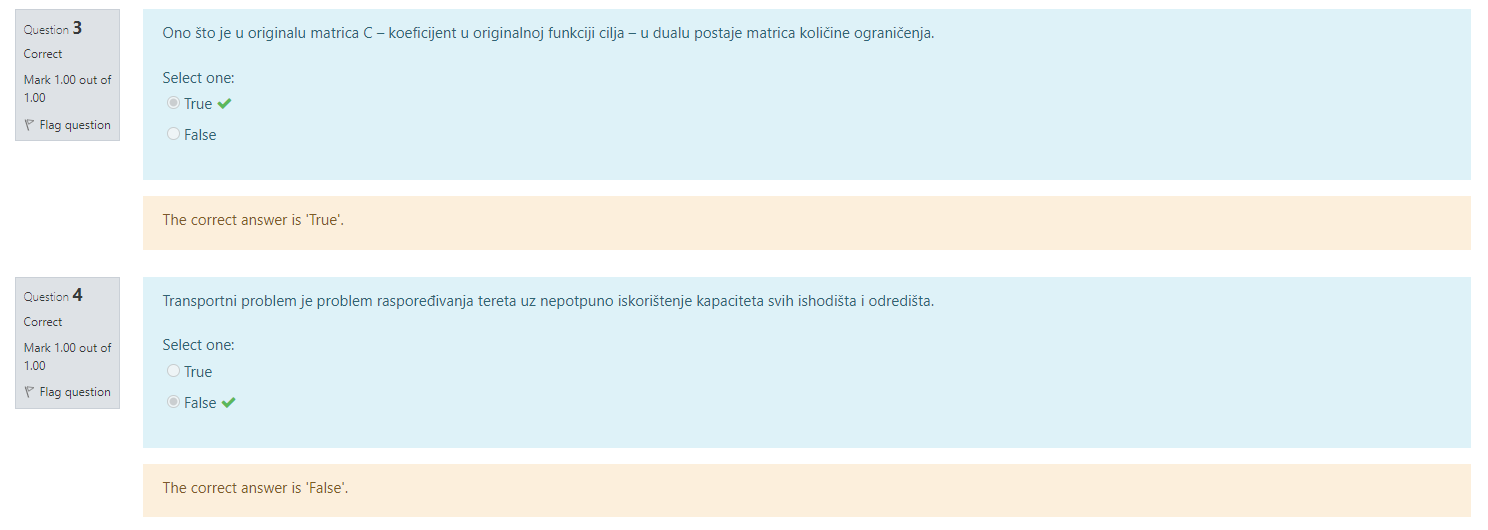 Question 3
Correct
Mark 1.00 out of
1.00
Flag question
Ono što je u originalu matrica C – koeficijent u originalnoj funkciji cilja – u dualu postaje matrica količine ograničenja.
Select one:
True
False
The correct answer is 'True'.
Question 4
Correct
Mark 1.00 out of
1.00
Flag question
Transportni problem je problem raspoređivanja tereta uz nepotpuno iskorištenje kapaciteta svih ishodišta i odredišta.
Select one:
True
False
The correct answer is 'False'.